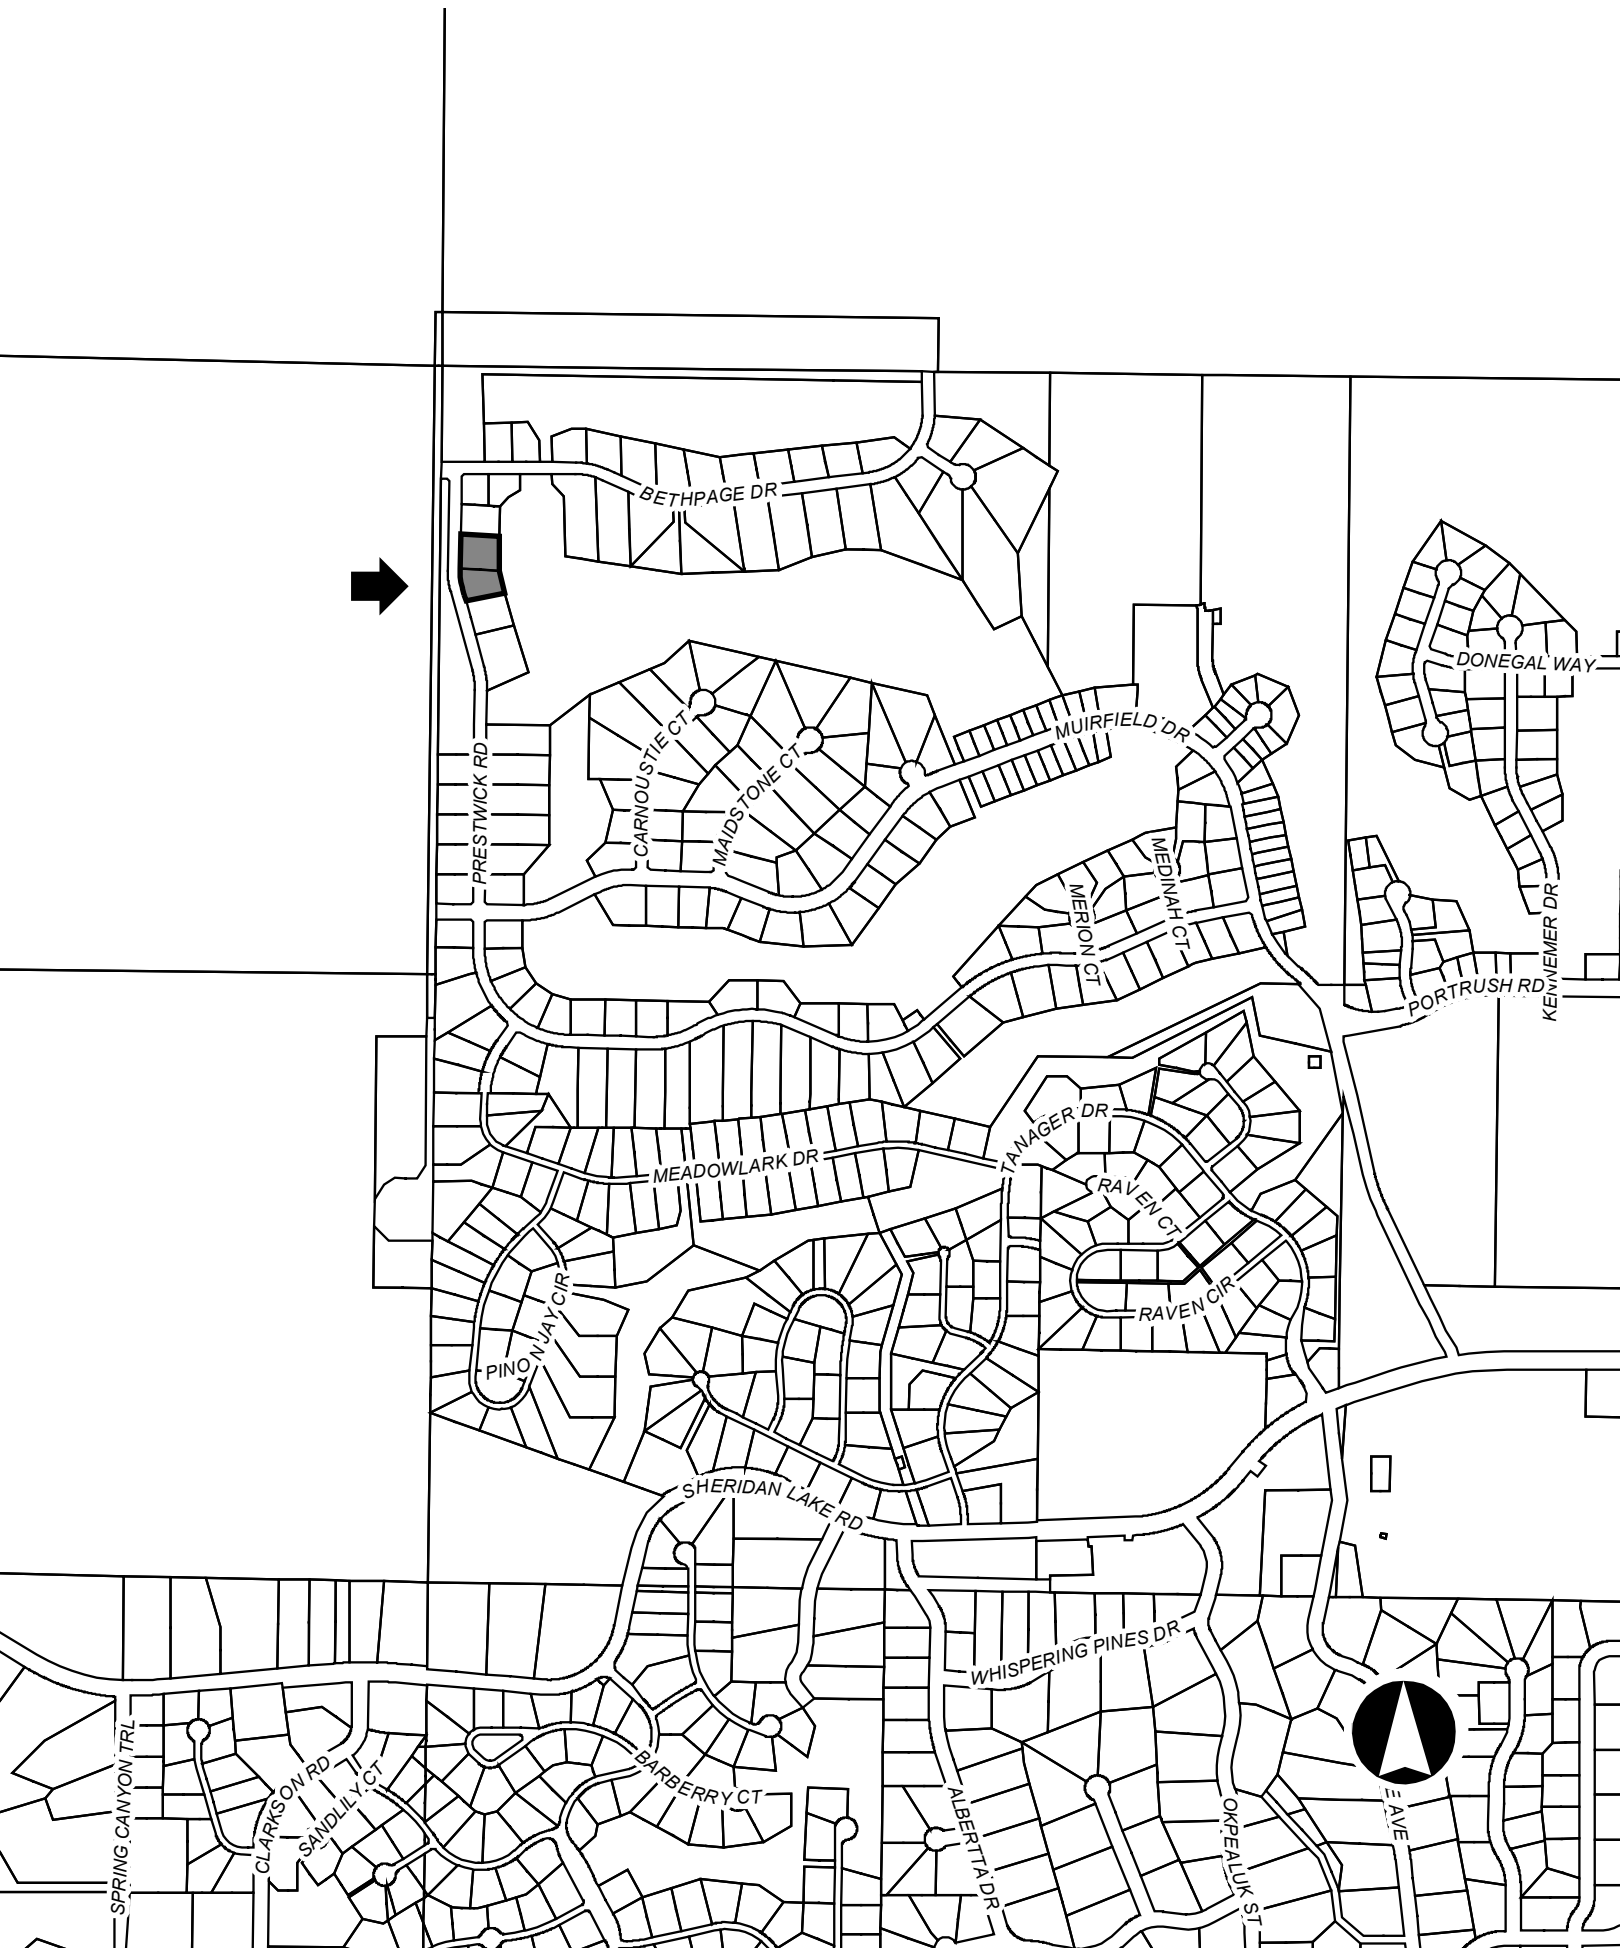 BETHPAGE DR
DONEGAL WAY
MUIRFIELD DR
CARNOUSTIE CT
MAIDSTONE CT
PRESTWICK RD
MEDINAH CT
MERION CT
KENNEMER DR
PORTRUSH RD
TANAGER DR
MEADOWLARK DR
RAVEN CT
PINON JAY CIR
RAVEN CIR
SHERIDAN LAKE RD
WHISPERING PINES DR
SPRING CANYON TRL
CLARKSON RD
SANDLILY CT
BARBERRY CT
ALBERTTA DR
OKPEALUK ST
E AVE